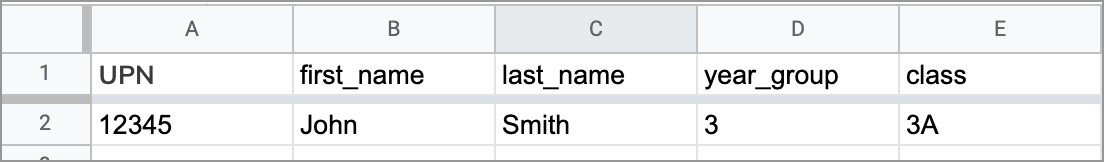 A B C D E
1 UPN first_name last_name year_group class
2 12345 John Smith 3 3A